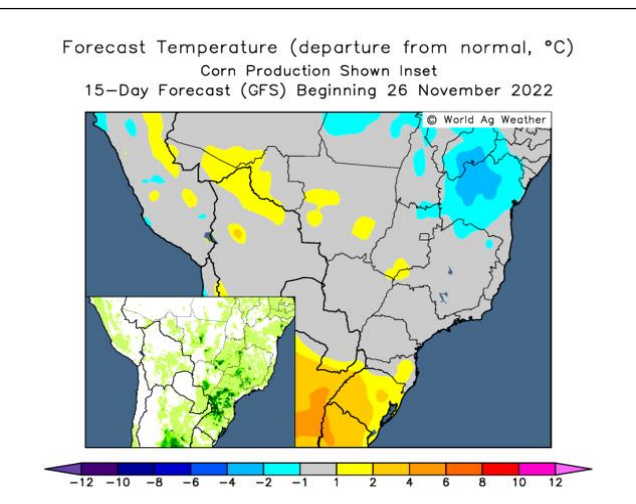 Forecast Temperature (departure from normal, °C)
Corn Production Shown Inset
15-Day Forecast (GFS) Beginning 26 November 2022
© World Ag Weather
-12 -10 -8 -6 -4 -2 -1 1 2 4 6 8 10 12